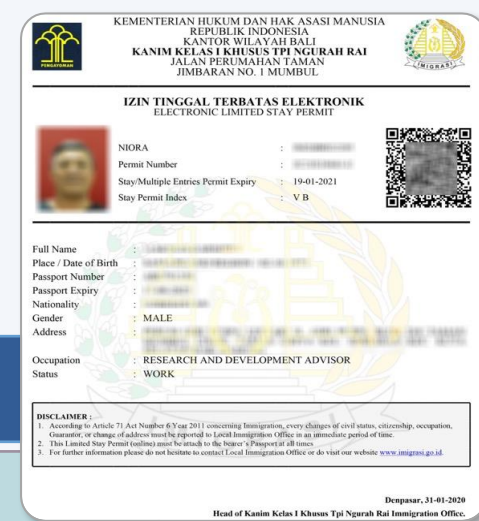 KEMENTERIAN HUKUM DAN HAK ASASI MANUSIA
REPUBLIK INDONESIA
KANTOR WILAYAH BALI
KANIM KELAS I KHUSUS TPI NGURAH RAI
JALAN PERUMAHAN TAMAN
JIMBARAN NO. 1 MUMBUL
PENGAYOMAN
IMIGRASI
IZIN TINGGAL TERBATAS ELEKTRONIK
ELECTRONIC LIMITED STAY PERMIT
NIORA :
Permit Number :
Stay/Multiple Entries Permit Expiry : 19-01-2021
Stay Permit Index : V B
Full Name :
Place / Date of Birth :
Passport Number :
Passport Expiry :
Nationality :
Gender : MALE
Address :
Occupation : RESEARCH AND DEVELOPMENT ADVISOR
Status : WORK
DISCLAIMER :
1. According to Article 71 Act Number 6 Year 2011 concerning Immigration, every changes of civil status, citizenship, occupation,
Guarantor, or change of address must be reported to Local Immigration Office in an immediate period of time.
2. This Limited Stay Permit (online) must be attach to the bearer's Passport at all times
3. For further information please do not hesitate to contact Local Immigration Office or do visit our website www.imigrasi.go.id.
Denpasar, 31-01-2020
Head of Kanim Kelas I Khusus Tpi Ngurah Rai Immigration Office.